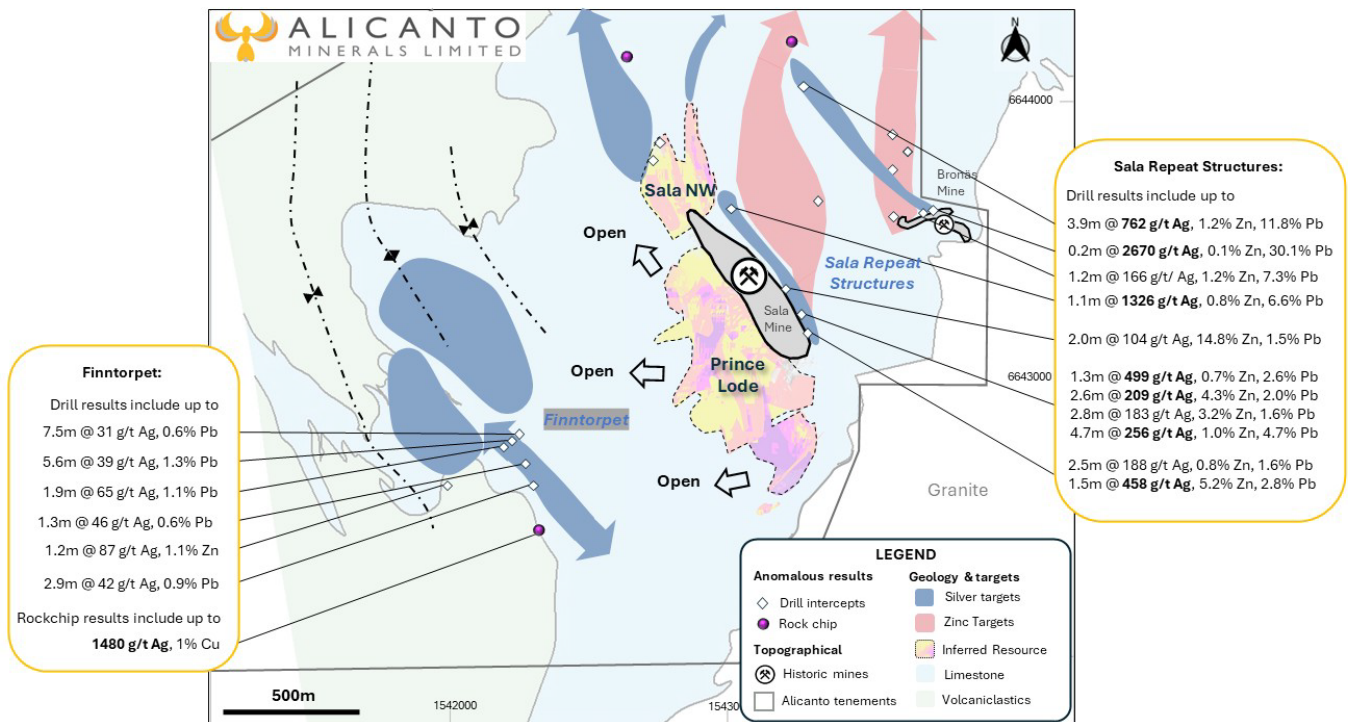 ALICANTO
MINERALS LIMITED
N
6644000
Sala NW
Bronäs
Mine
Open
Sala Repeat
Structures
Sala
Mine
Prince
Lode
Open
6643000
Finntorpet
Open
Granite
Finntorpet:
Drill results include up to
7.5m @ 31 g/t Ag, 0.6% Pb
5.6m @ 39 g/t Ag, 1.3% Pb
1.9m @ 65 g/t Ag, 1.1% Pb
1.3m @ 46 g/t Ag, 0.6% Pb
1.2m @ 87 g/t Ag, 1.1% Zn
2.9m @ 42 g/t Ag, 0.9% Pb
Rockchip results include up to
1480 g/t Ag, 1% Cu
Sala Repeat Structures:
Drill results include up to
3.9m @ 762 g/t Ag, 1.2% Zn, 11.8% Pb
0.2m @ 2670 g/t Ag, 0.1% Zn, 30.1% Pb
1.2m @ 166 g/t/ Ag, 1.2% Zn, 7.3% Pb
1.1m @ 1326 g/t Ag, 0.8% Zn, 6.6% Pb
2.0m @ 104 g/t Ag, 14.8% Zn, 1.5% Pb
1.3m @ 499 g/t Ag, 0.7% Zn, 2.6% Pb
2.6m @ 209 g/t Ag, 4.3% Zn, 2.0% Pb
2.8m @ 183 g/t Ag, 3.2% Zn, 1.6% Pb
4.7m @ 256 g/t Ag, 1.0% Zn, 4.7% Pb
2.5m @ 188 g/t Ag, 0.8% Zn, 1.6% Pb
1.5m @ 458 g/t Ag, 5.2% Zn, 2.8% Pb
LEGEND
Anomalous results
Drill intercepts
Rock chip
Topographical
Historic mines
Alicanto tenements
Geology & targets
Silver targets
Zinc Targets
Inferred Resource
Limestone
Volcaniclastics
500m
1542000